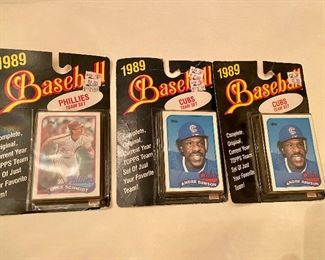 1989
Baseball
PHILLIES
TEAM SET
Complete,
Original,
Current Year
TOPPS Team
Set Of Just
Your Favorite
Team!
MIKE SCHMIDT
1989
Baseball
CUBS
TEAM SET
Complete,
Original,
Current Year
TOPPS Team
Set Of Just
Your Favorite
Team!
ANDRE DAWSON
1989
Baseball
CUBS
TEAM SET
Complete,
Original,
Current Year
TOPPS Team
Set Of Just
Your Favorite
Team!
ANDRE DAWSON